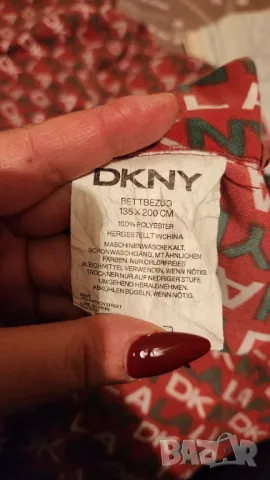 DKNY
BETTBEZUG
135 X 200 CM
100% POLYESTER
HERGESTELLT IN CHINA
MASCHINENWÄSCHE KALT,
SCHONWASCHGANG, MIT ÄHNLICHEN
FARBEN. NUR CHLORFREIES
BLEICHMITTEL VERWENDEN, WENN NÖTIG.
TROCKNER NUR AUF NIEDRIGER STUFE.
UMGEHEND HERAUSNEHMEN.
ABKÜHLEN BÜGELN, WENN NÖTIG.
BAZAR